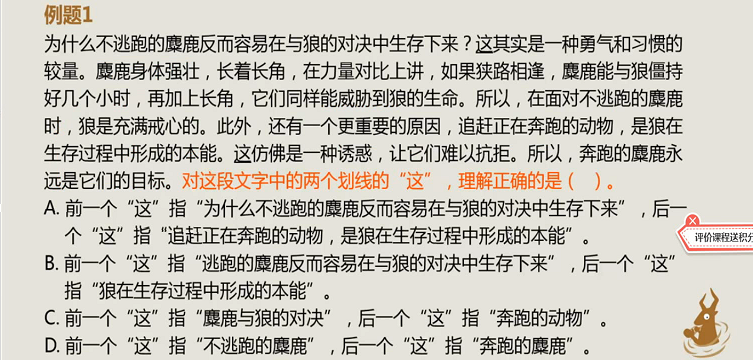 例题1
为什么不逃跑的麋鹿反而容易在与狼的对决中生存下来？这其实是一种勇气和习惯的
较量。麋鹿身体强壮，长着长角，在力量对比上讲，如果狭路相逢，麋鹿能与狼僵持
好几个小时，再加上长角，它们同样能威胁到狼的生命。所以，在面对不逃跑的麋鹿
时，狼是充满戒心的。此外，还有一个更重要的原因，追赶正在奔跑的动物，是狼在
生存过程中形成的本能。这仿佛是一种诱惑，让它们难以抗拒。所以，奔跑的麋鹿永
远是它们的目标。对这段文字中的两个划线的“这”，理解正确的是（ ）。
A. 前一个“这”指“为什么不逃跑的麋鹿反而容易在与狼的对决中生存下来”，后一
个“这”指“追赶正在奔跑的动物，是狼在生存过程中形成的本能”。
B. 前一个“这”指“逃跑的麋鹿反而容易在与狼的对决中生存下来”，后一个“这”
指“狼在生存过程中形成的本能”。
C. 前一个“这”指“麋鹿与狼的对决”，后一个“这”指“奔跑的动物”。
D. 前一个“这”指“不逃跑的麋鹿”，后一个“这”指“奔跑的麋鹿”。
评价课程送积分